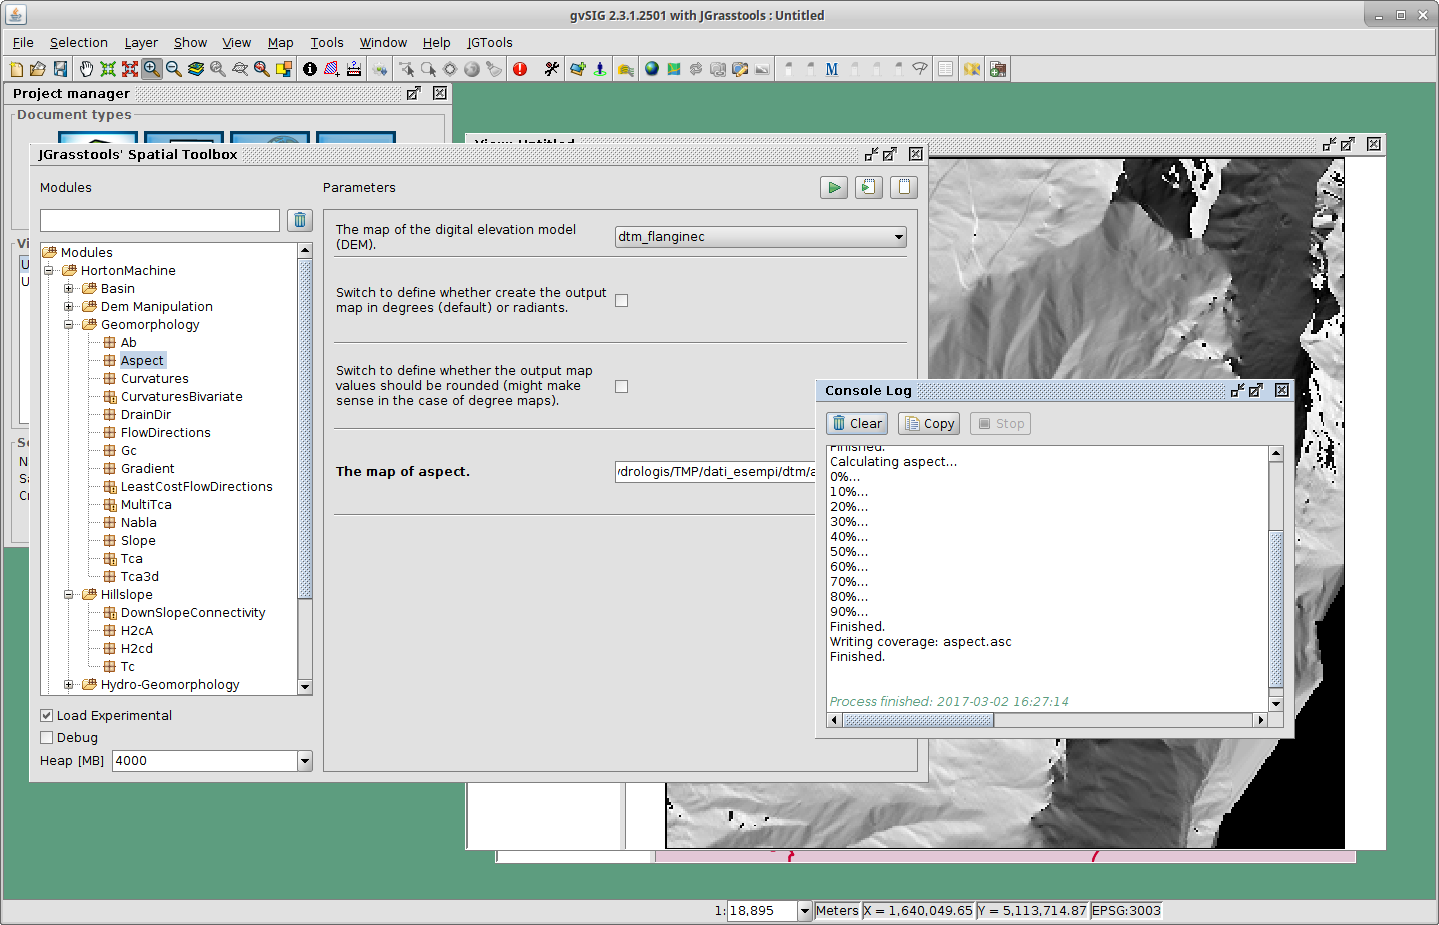 gvSIG 2.3.1.2501 with JGrasstools : Untitled
File Selection Layer Show View Map Tools Window Help JGTools
M
Project manager
Document types
JGrasstools' Spatial Toolbox
Modules
Parameters
The map of the digital elevation model
(DEM).
dtm_flanginec
Switch to define whether create the output
map in degrees (default) or radiants.
Switch to define whether the output map
values should be rounded (might make
sense in the case of degree maps).
The map of aspect.
drologis/TMP/dati_esempi/dtm/a
Modules
HortonMachine
Basin
Dem Manipulation
Geomorphology
Ab
Aspect
Curvatures
CurvaturesBivariate
DrainDir
FlowDirections
Gc
Gradient
LeastCostFlowDirections
MultiTca
Nabla
Slope
Tca
Tca3d
Hillslope
DownSlopeConnectivity
H2cA
H2cd
Tc
Hydro-Geomorphology
Load Experimental
Debug
Heap [MB] 4000
Console Log
Clear Copy Stop
Finished.
Calculating aspect...
0%...
10%...
20%...
30%...
40%...
50%...
60%...
70%...
80%...
90%...
Finished.
Writing coverage: aspect.asc
Finished.
Process finished: 2017-03-02 16:27:14
1: 18,895 Meters X = 1,640,049.65 Y = 5,113,714.87 EPSG:3003